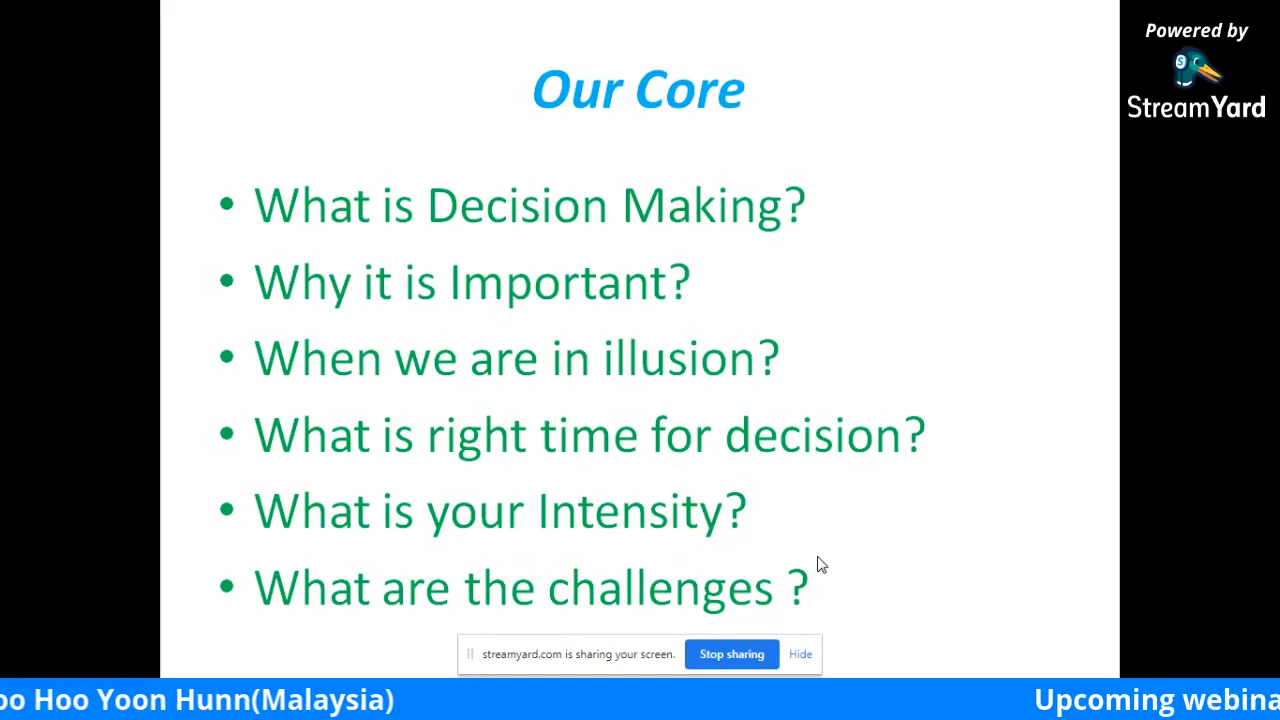 Powered by
StreamYard
Our Core
• What is Decision Making?
• Why it is Important?
• When we are in illusion?
• What is right time for decision?
• What is your Intensity?
• What are the challenges ?
streamyard.com is sharing your screen. Stop sharing Hide
Hoo Yoon Hunn(Malaysia) Upcoming